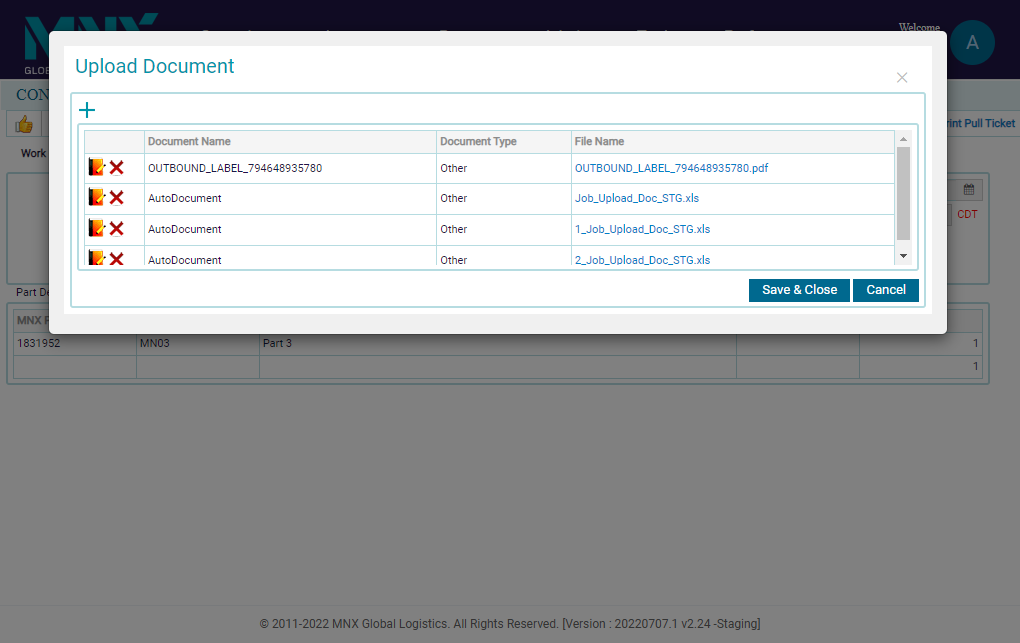 MNX
Welcome
A
GLOB
Upload Document
CON
rint Pull Ticket
Work
Document Name Document Type File Name
OUTBOUND_LABEL_794648935780 Other OUTBOUND_LABEL_794648935780.pdf
AutoDocument Other Job_Upload_Doc_STG.xls
AutoDocument Other 1_Job_Upload_Doc_STG.xls
AutoDocument Other 2_Job_Upload_Doc_STG.xls
CDT
Save & Close Cancel
Part De
MNX P
1831952 MN03 Part 3 1
1
© 2011-2022 MNX Global Logistics. All Rights Reserved. [Version : 20220707.1 v2.24 -Staging]